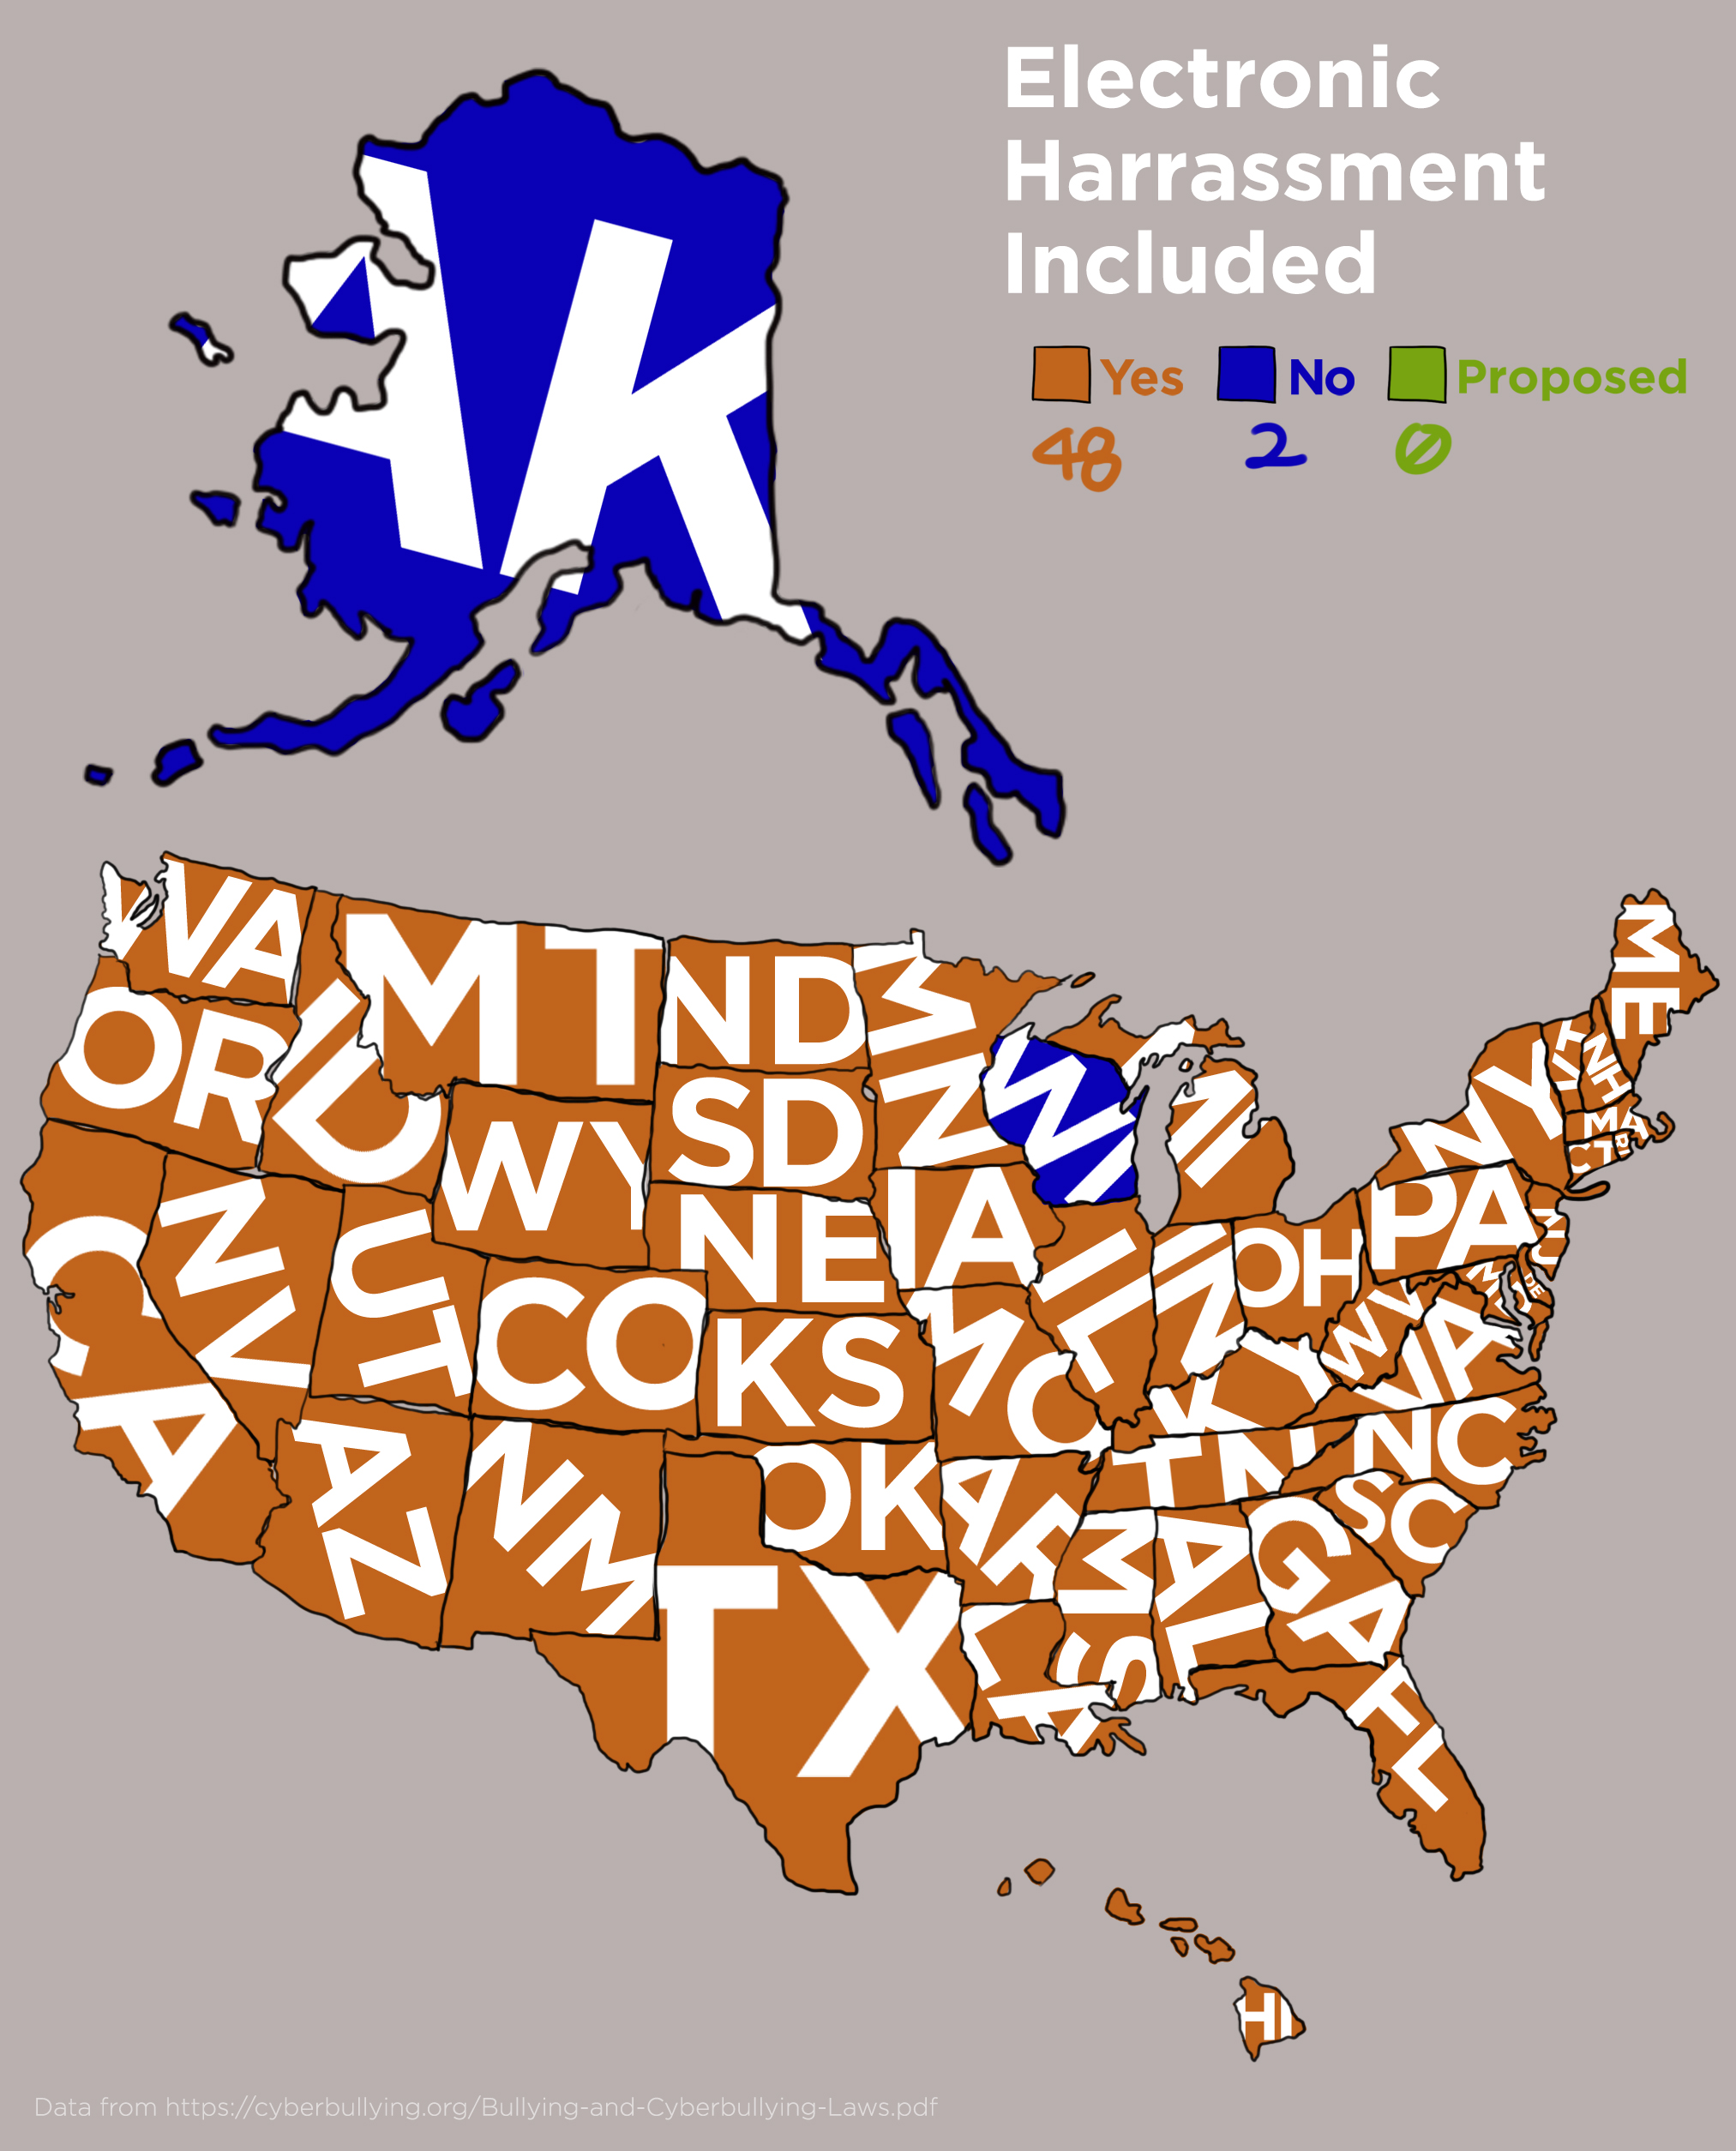 Electronic
Harrassment
Included
Yes No Proposed
48 2 0
AK
WA
MT
ND
MN
ME
OR
ID
SD
WI
MI
VT
NH
NY
MA
RI
CT
WY
IA
PA
NJ
NE
NV
UT
CO
IL
IN
OH
MD
DE
WV
VA
CA
KS
MO
KY
AZ
NM
OK
AR
TN
NC
SC
TX
LA
MS
AL
GA
FL
HI
Data from https://cyberbullying.org/Bullying-and-Cyberbullying-Laws.pdf